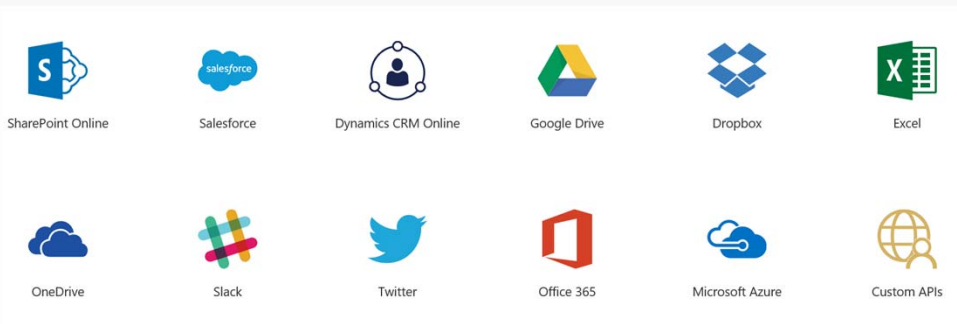 S
salesforce
X
SharePoint Online
Salesforce
Dynamics CRM Online
Google Drive
Dropbox
Excel
OneDrive
Slack
Twitter
Office 365
Microsoft Azure
Custom APIs